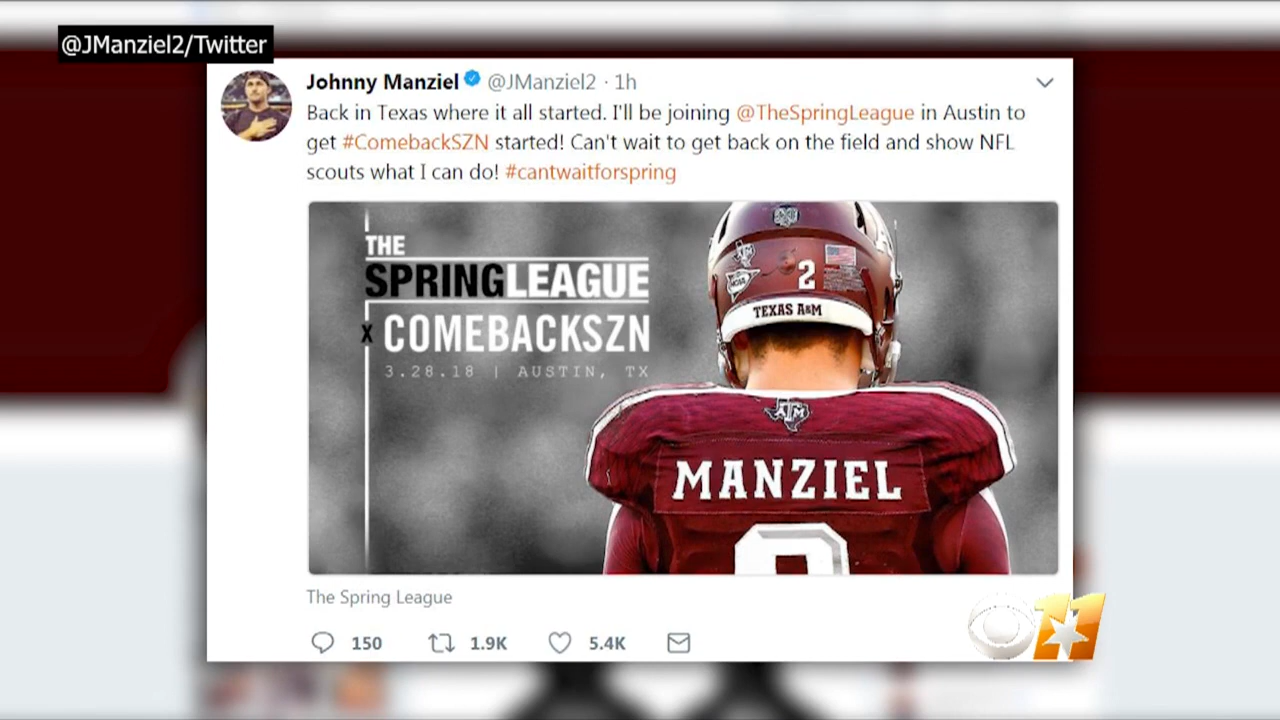 @JManziel2/Twitter
Johnny Manziel @JManziel2 · 1h
Back in Texas where it all started. I'll be joining @TheSpringLeague in Austin to
get #ComebackSZN started! Can't wait to get back on the field and show NFL
scouts what I can do! #cantwaitforspring
THE
SPRINGLEAGUE
X COMEBACKSZN
3.28.18 | AUSTIN, TX
2
TEXAS A&M
ATM
MANZIEL
The Spring League
150 1.9K 5.4K
11